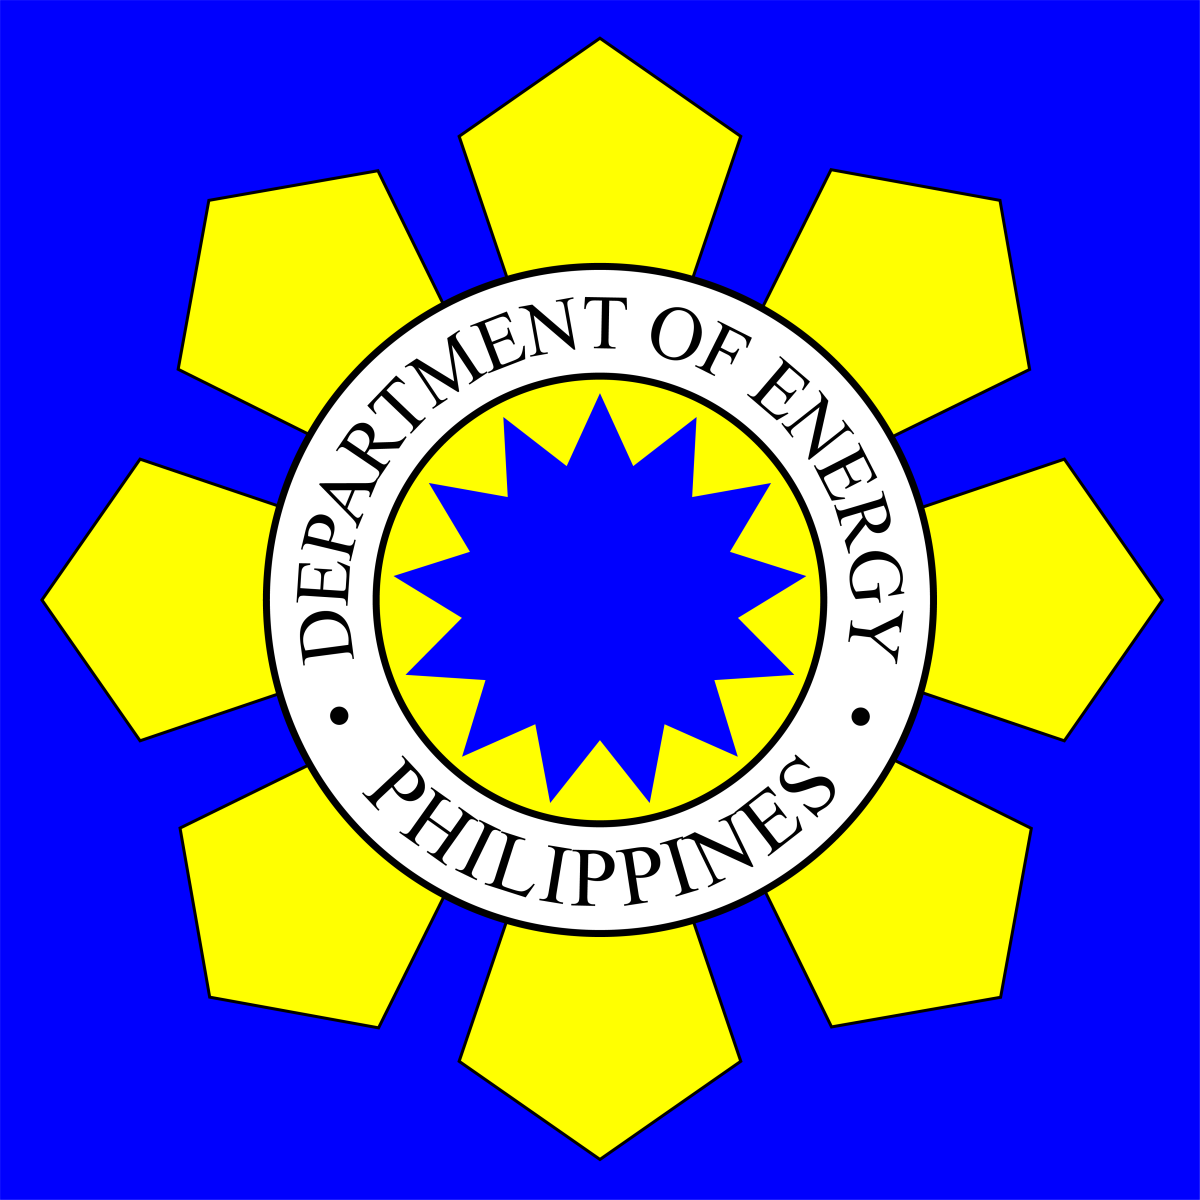 DEPARTMENT OF ENERGY
• PHILIPPINES •